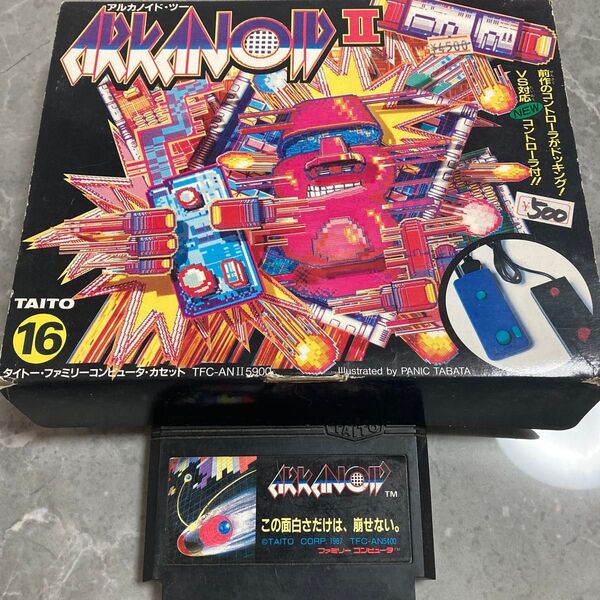 アルカノイド・ツー
ARKANOID II
¥4500
前作のコントローラがドッキング!
VS対応 NEW コントローラ付!!
¥500
TAITO
16
タイトー・ファミリーコンピュータ・カセット TFC-ANII5900
Illustrated by PANIC TABATA
TAITO
ARKANOID TM
この面白さだけは、崩せない。
©TAITO CORP. 1987 TFC-AN5400
ファミリーコンピュータ™